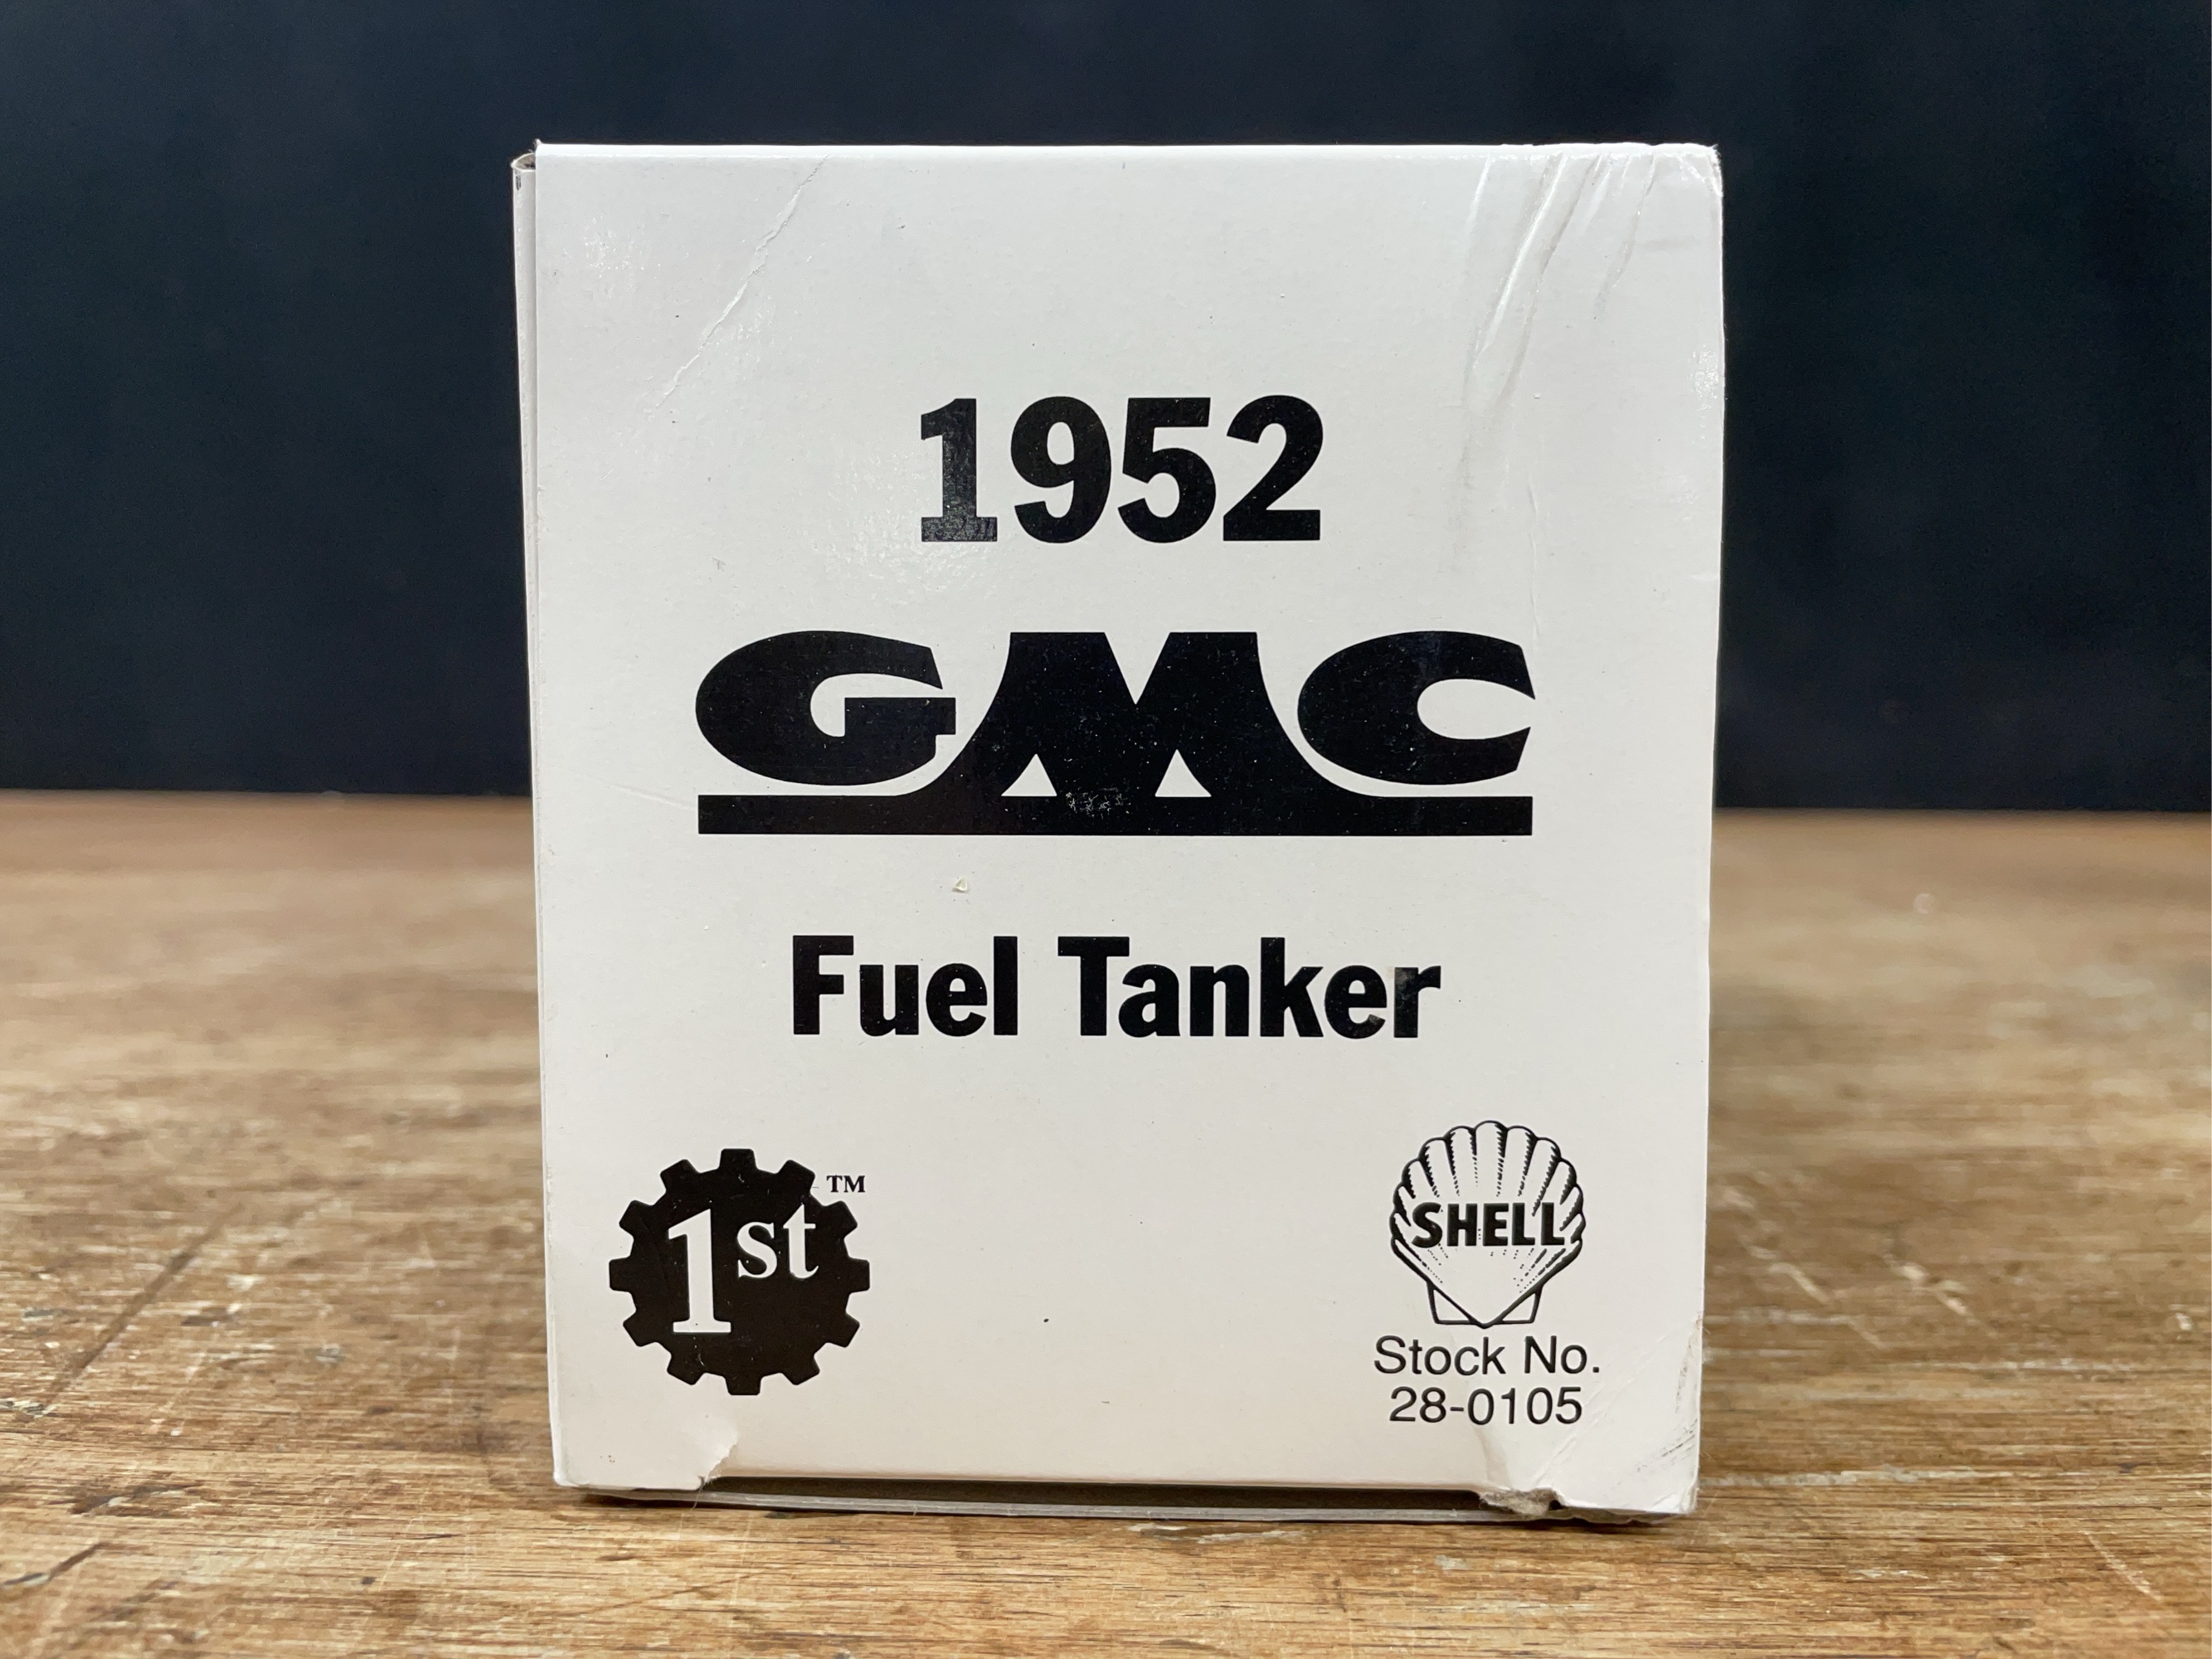 1952
GMC
Fuel Tanker
1st ™
SHELL
Stock No.
28-0105